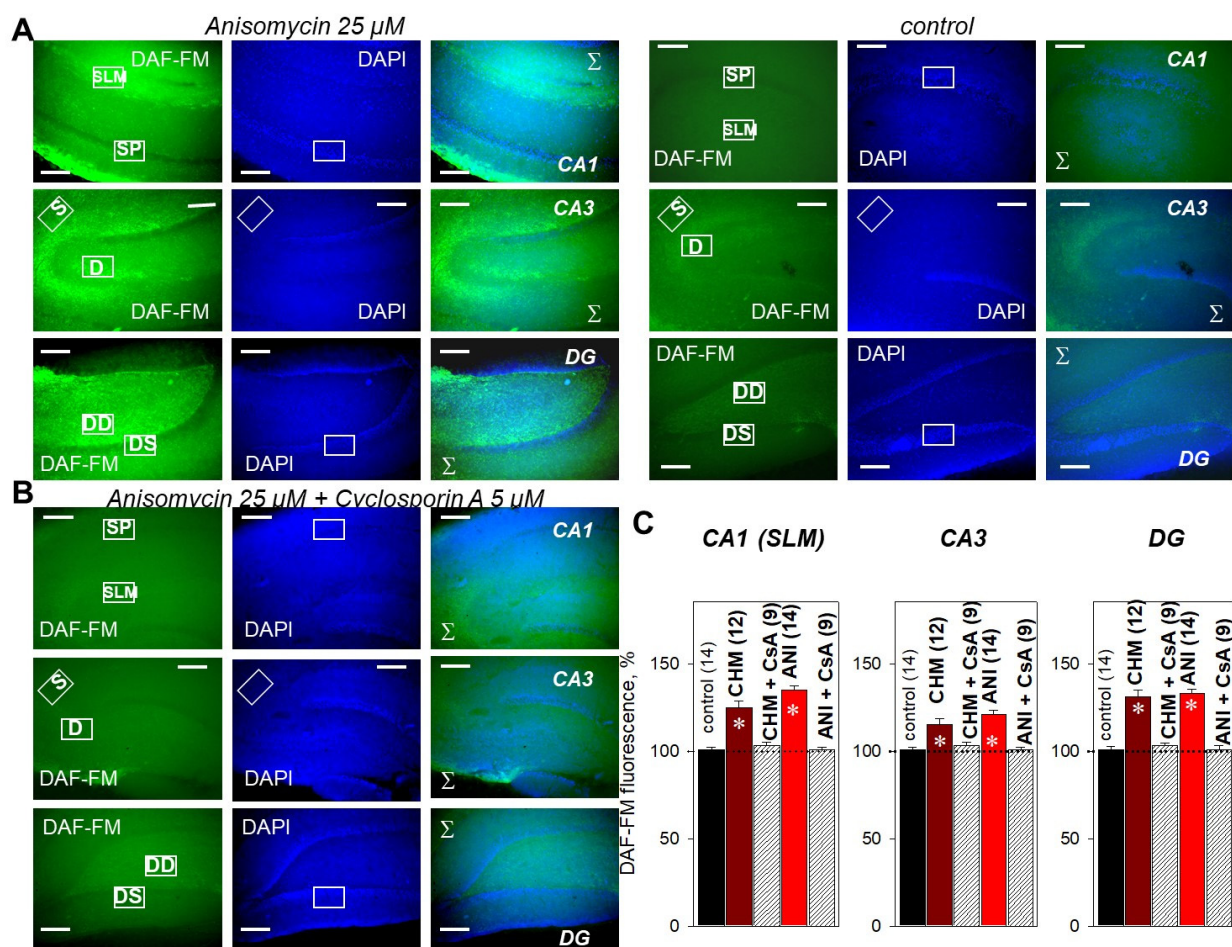 A
Anisomycin 25 µM
control
DAF-FM
SLM
SP
DAPI
Σ
CA1
SP
SLM
DAF-FM
DAPI
CA1
Σ
S
D
DAF-FM
DAPI
CA3
Σ
S
D
DAF-FM
DAPI
CA3
Σ
DD
DS
DAF-FM
DAPI
DG
Σ
DAF-FM
DD
DS
DAPI
Σ
DG
B
Anisomycin 25 µM + Cyclosporin A 5 µM
SP
SLM
DAF-FM
DAPI
CA1
Σ
S
D
DAF-FM
DAPI
CA3
Σ
DAF-FM
DD
DS
DAPI
Σ
DG
C
CA1 (SLM)
CA3
DG
DAF-FM fluorescence, %
150
100
50
0
control (14)
CHM (12)
CHM + CsA (9)
ANI (14)
ANI + CsA (9)
*
*
150
100
50
0
control (14)
CHM (12)
CHM + CsA (9)
ANI (14)
ANI + CsA (9)
*
*
150
100
50
0
control (14)
CHM (12)
CHM + CsA (9)
ANI (14)
ANI + CsA (9)
*
*